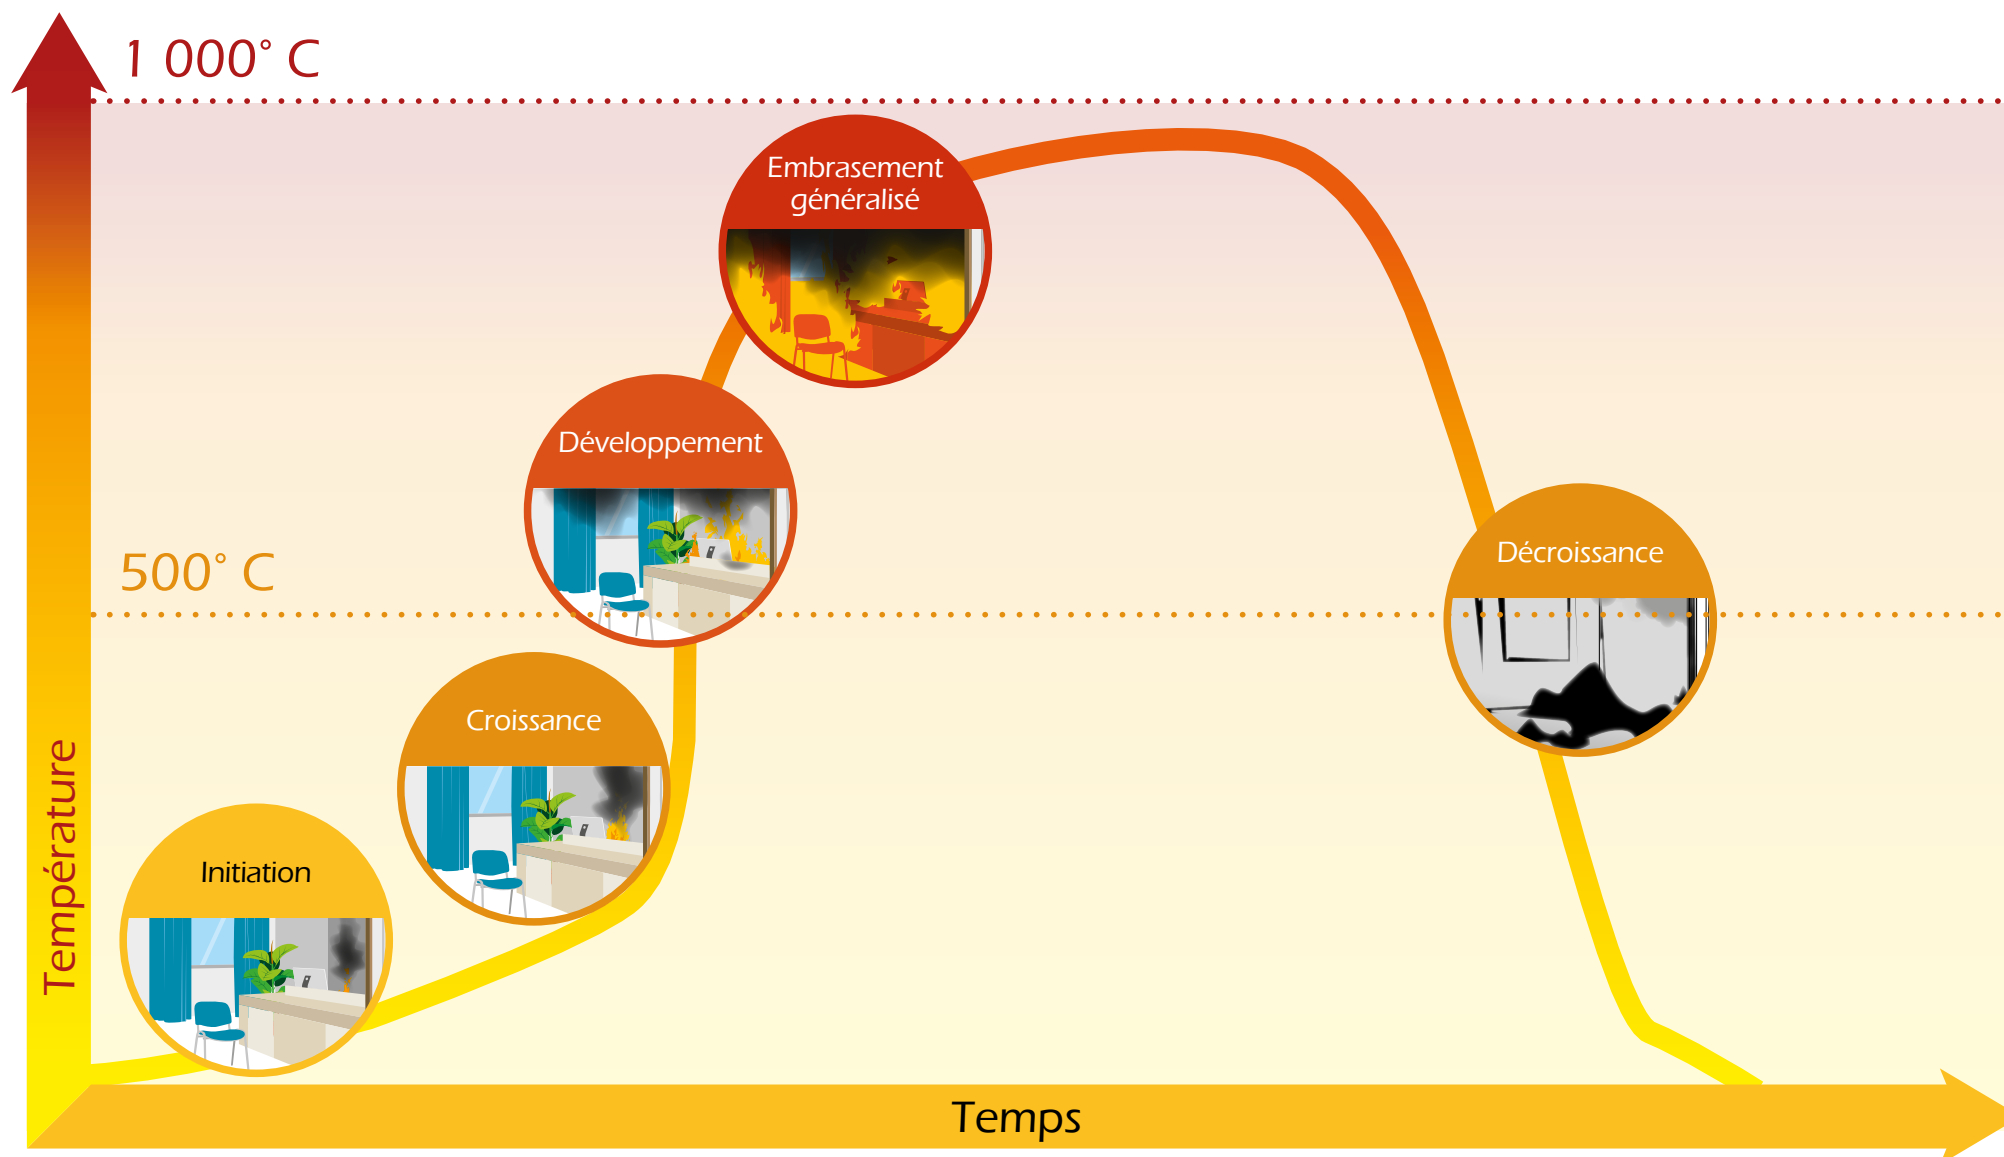 1 000° C
Embrasement
généralisé
Développement
500° C
Décroissance
Croissance
Initiation
Température
Temps